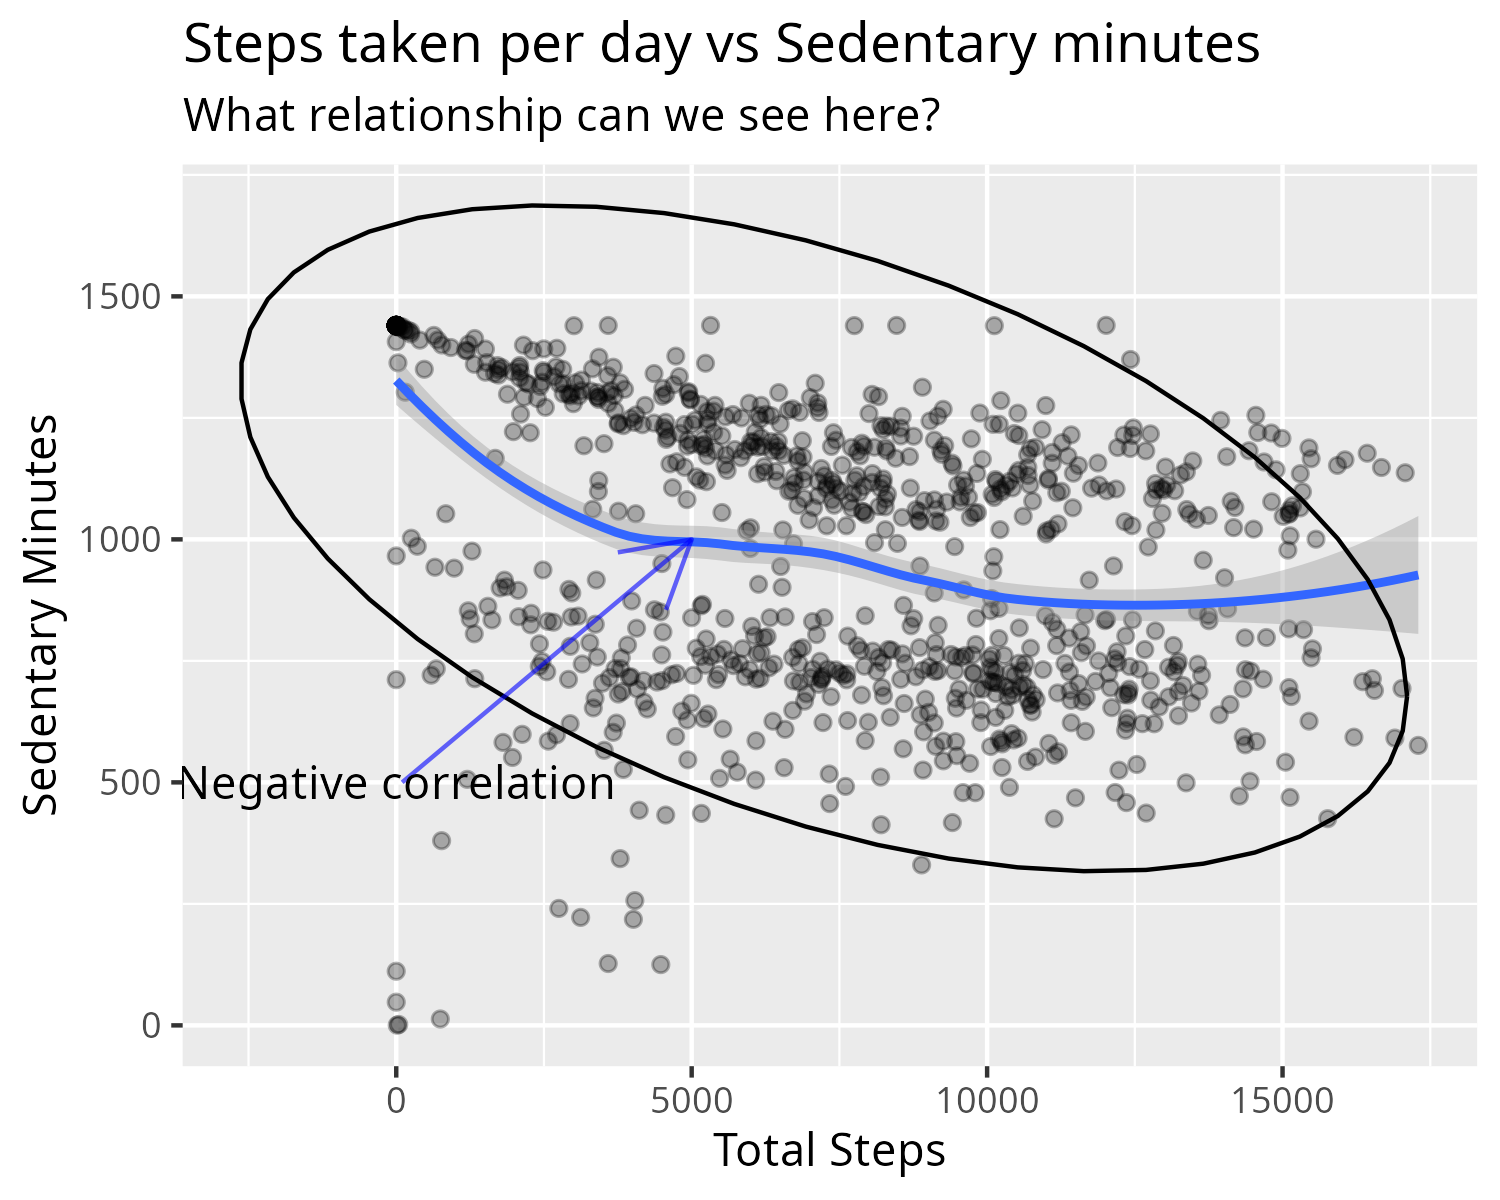 Steps taken per day vs Sedentary minutes
What relationship can we see here?
Sedentary Minutes
1500
1000
500
0
Negative correlation
0 5000 10000 15000
Total Steps